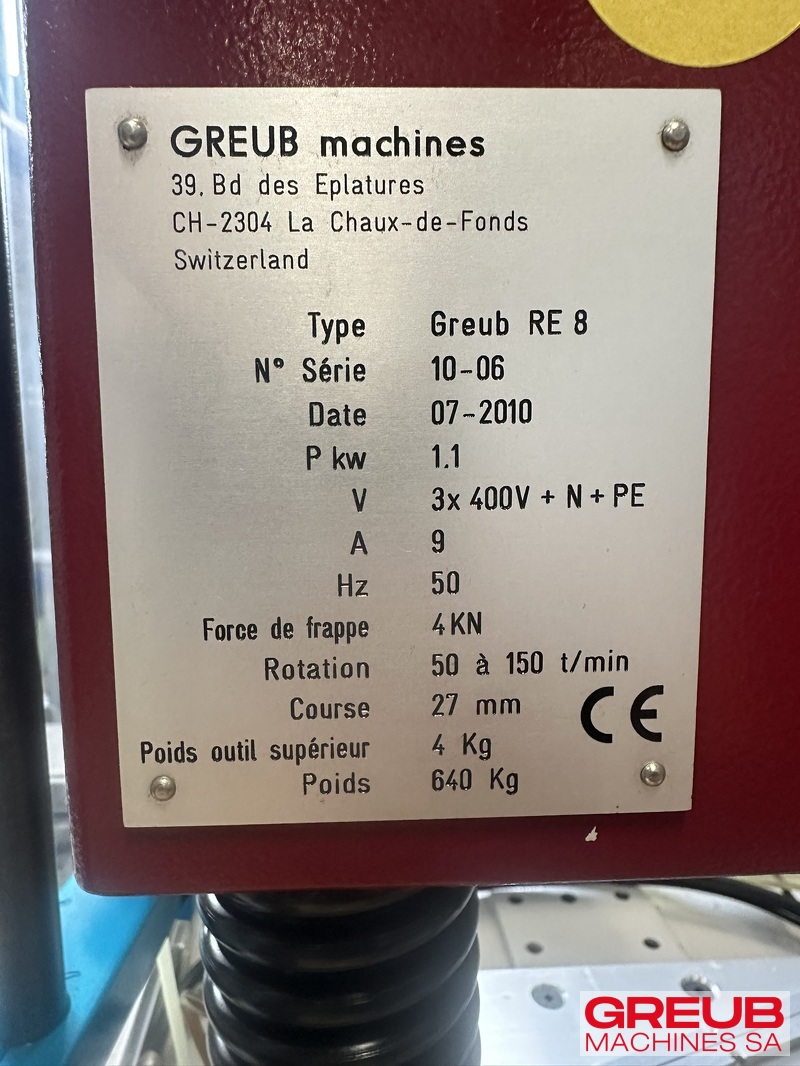 GREUB machines
39, Bd des Eplatures
CH-2304 La Chaux-de-Fonds
Switzerland
Type Greub RE 8
N° Série 10-06
Date 07-2010
P kw 1.1
V 3x 400V + N + PE
A 9
Hz 50
Force de frappe 4KN
Rotation 50 à 150 t/min
Course 27 mm
CE
Poids outil supérieur 4 Kg
Poids 640 Kg
GREUB
MACHINES SA